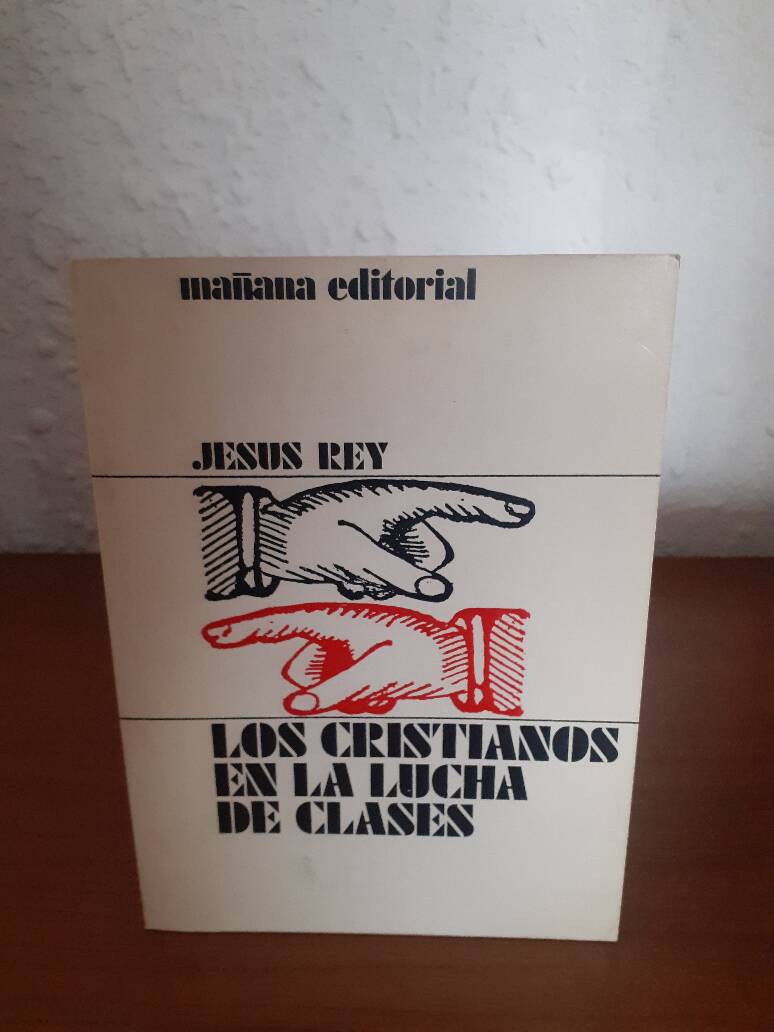 mañana editorial
JESUS REY
LOS CRISTIANOS
EN LA LUCHA
DE CLASES